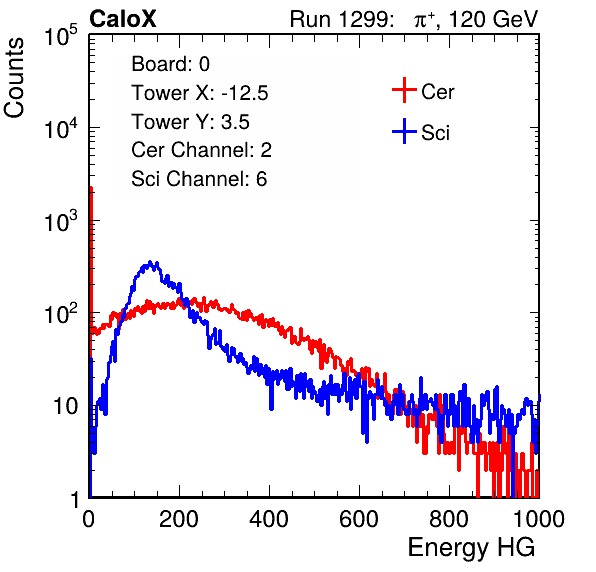 CaloX Run 1299: π⁺, 120 GeV
Counts
10⁵
10⁴
10³
10²
10
1
Board: 0
Tower X: -12.5
Tower Y: 3.5
Cer Channel: 2
Sci Channel: 6
Cer
Sci
0 200 400 600 800 1000
Energy HG